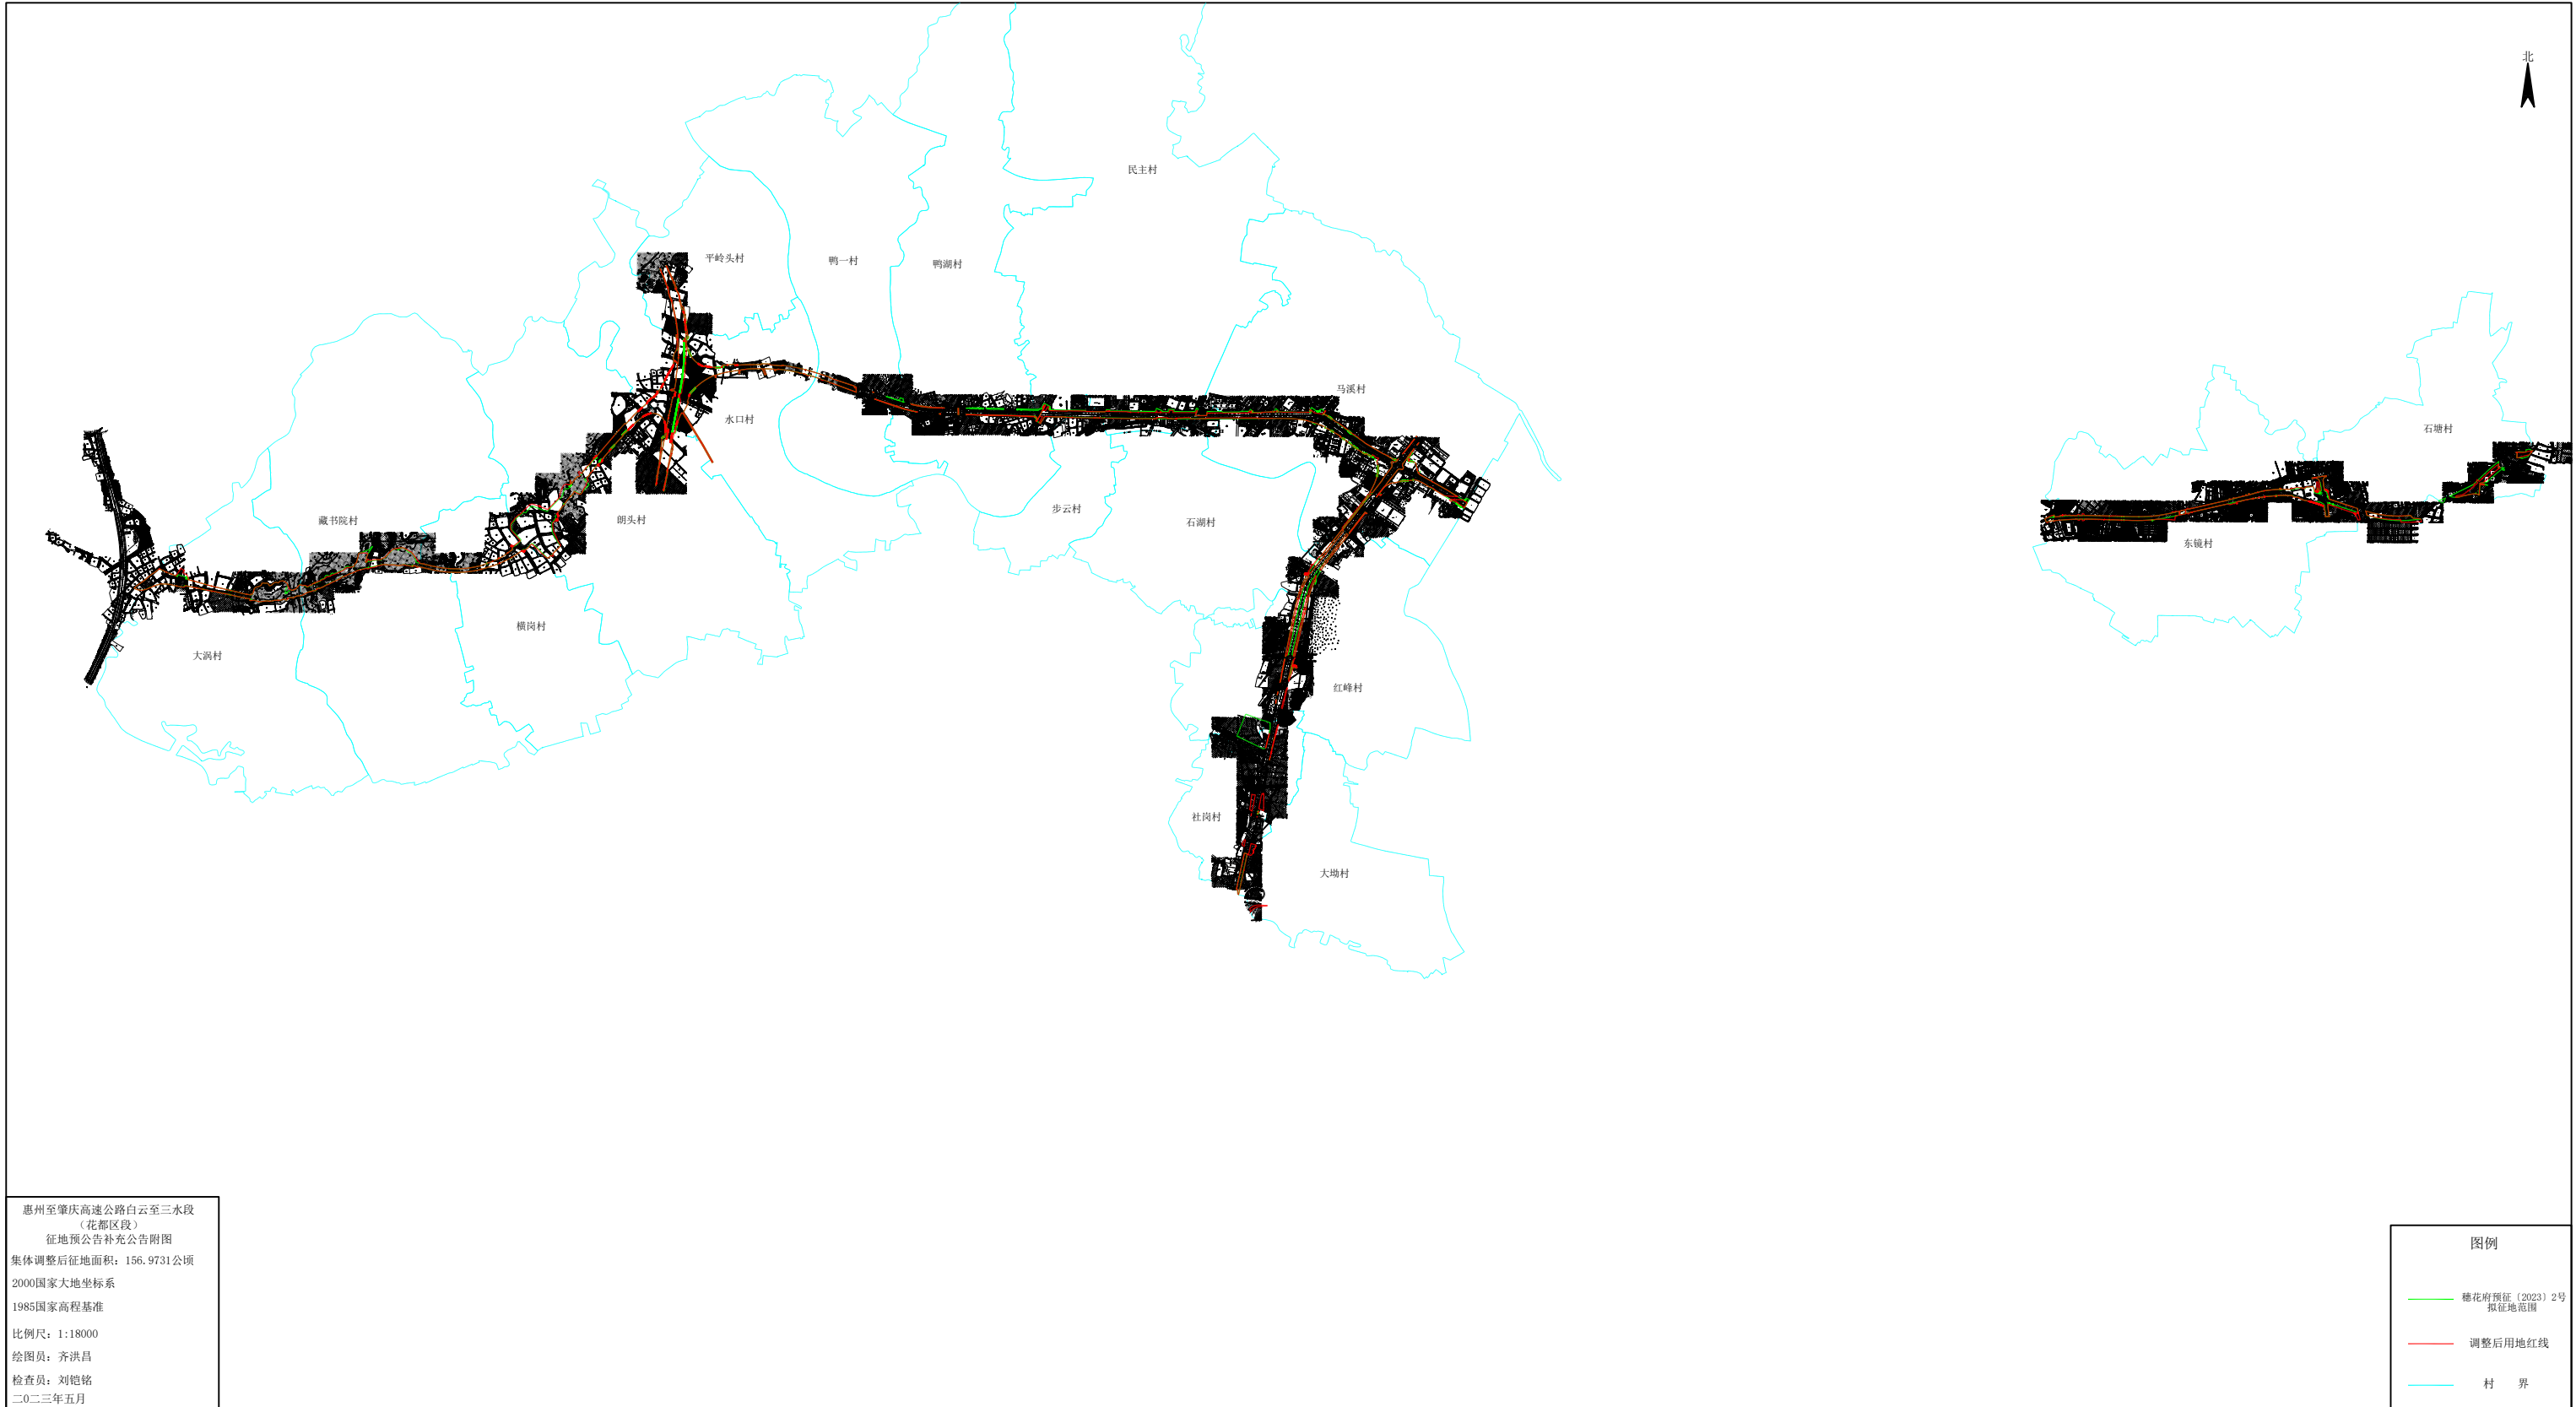 北
民主村
平岭头村
鸭一村
鸭湖村
马溪村
水口村
石塘村
藏书院村
朗头村
步云村
石湖村
东镜村
横岗村
大涡村
红峰村
社岗村
大坳村
惠州至肇庆高速公路白云至三水段
（花都区段）
征地预公告补充公告附图
集体调整后征地面积：156.9731公顷
2000国家大地坐标系
1985国家高程基准
比例尺：1:18000
绘图员：齐洪昌
检查员：刘铠铭
二0二三年五月
图例
穗花府预征〔2023〕2号
拟征地范围
调整后用地红线
村 界